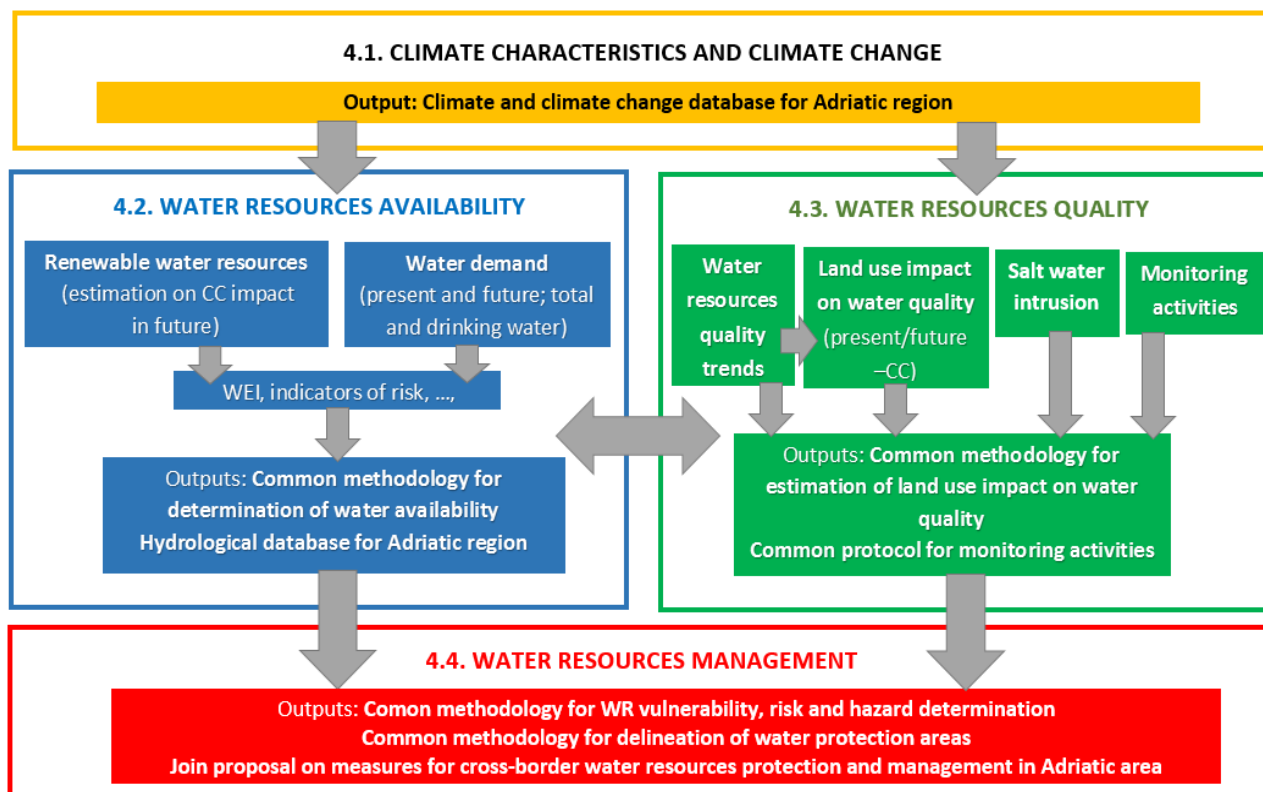 4.1. CLIMATE CHARACTERISTICS AND CLIMATE CHANGE
Output: Climate and climate change database for Adriatic region
4.2. WATER RESOURCES AVAILABILITY
Renewable water resources
(estimation on CC impact
in future)
Water demand
(present and future; total
and drinking water)
WEI, indicators of risk, ...,
Outputs: Common methodology for
determination of water availability
Hydrological database for Adriatic region
4.3. WATER RESOURCES QUALITY
Water
resources
quality
trends
Land use impact
on water quality
(present/future
–CC)
Salt water
intrusion
Monitoring
activities
Outputs: Common methodology for
estimation of land use impact on water
quality
Common protocol for monitoring activities
4.4. WATER RESOURCES MANAGEMENT
Outputs: Comon methodology for WR vulnerability, risk and hazard determination
Common methodology for delineation of water protection areas
Join proposal on measures for cross-border water resources protection and management in Adriatic area